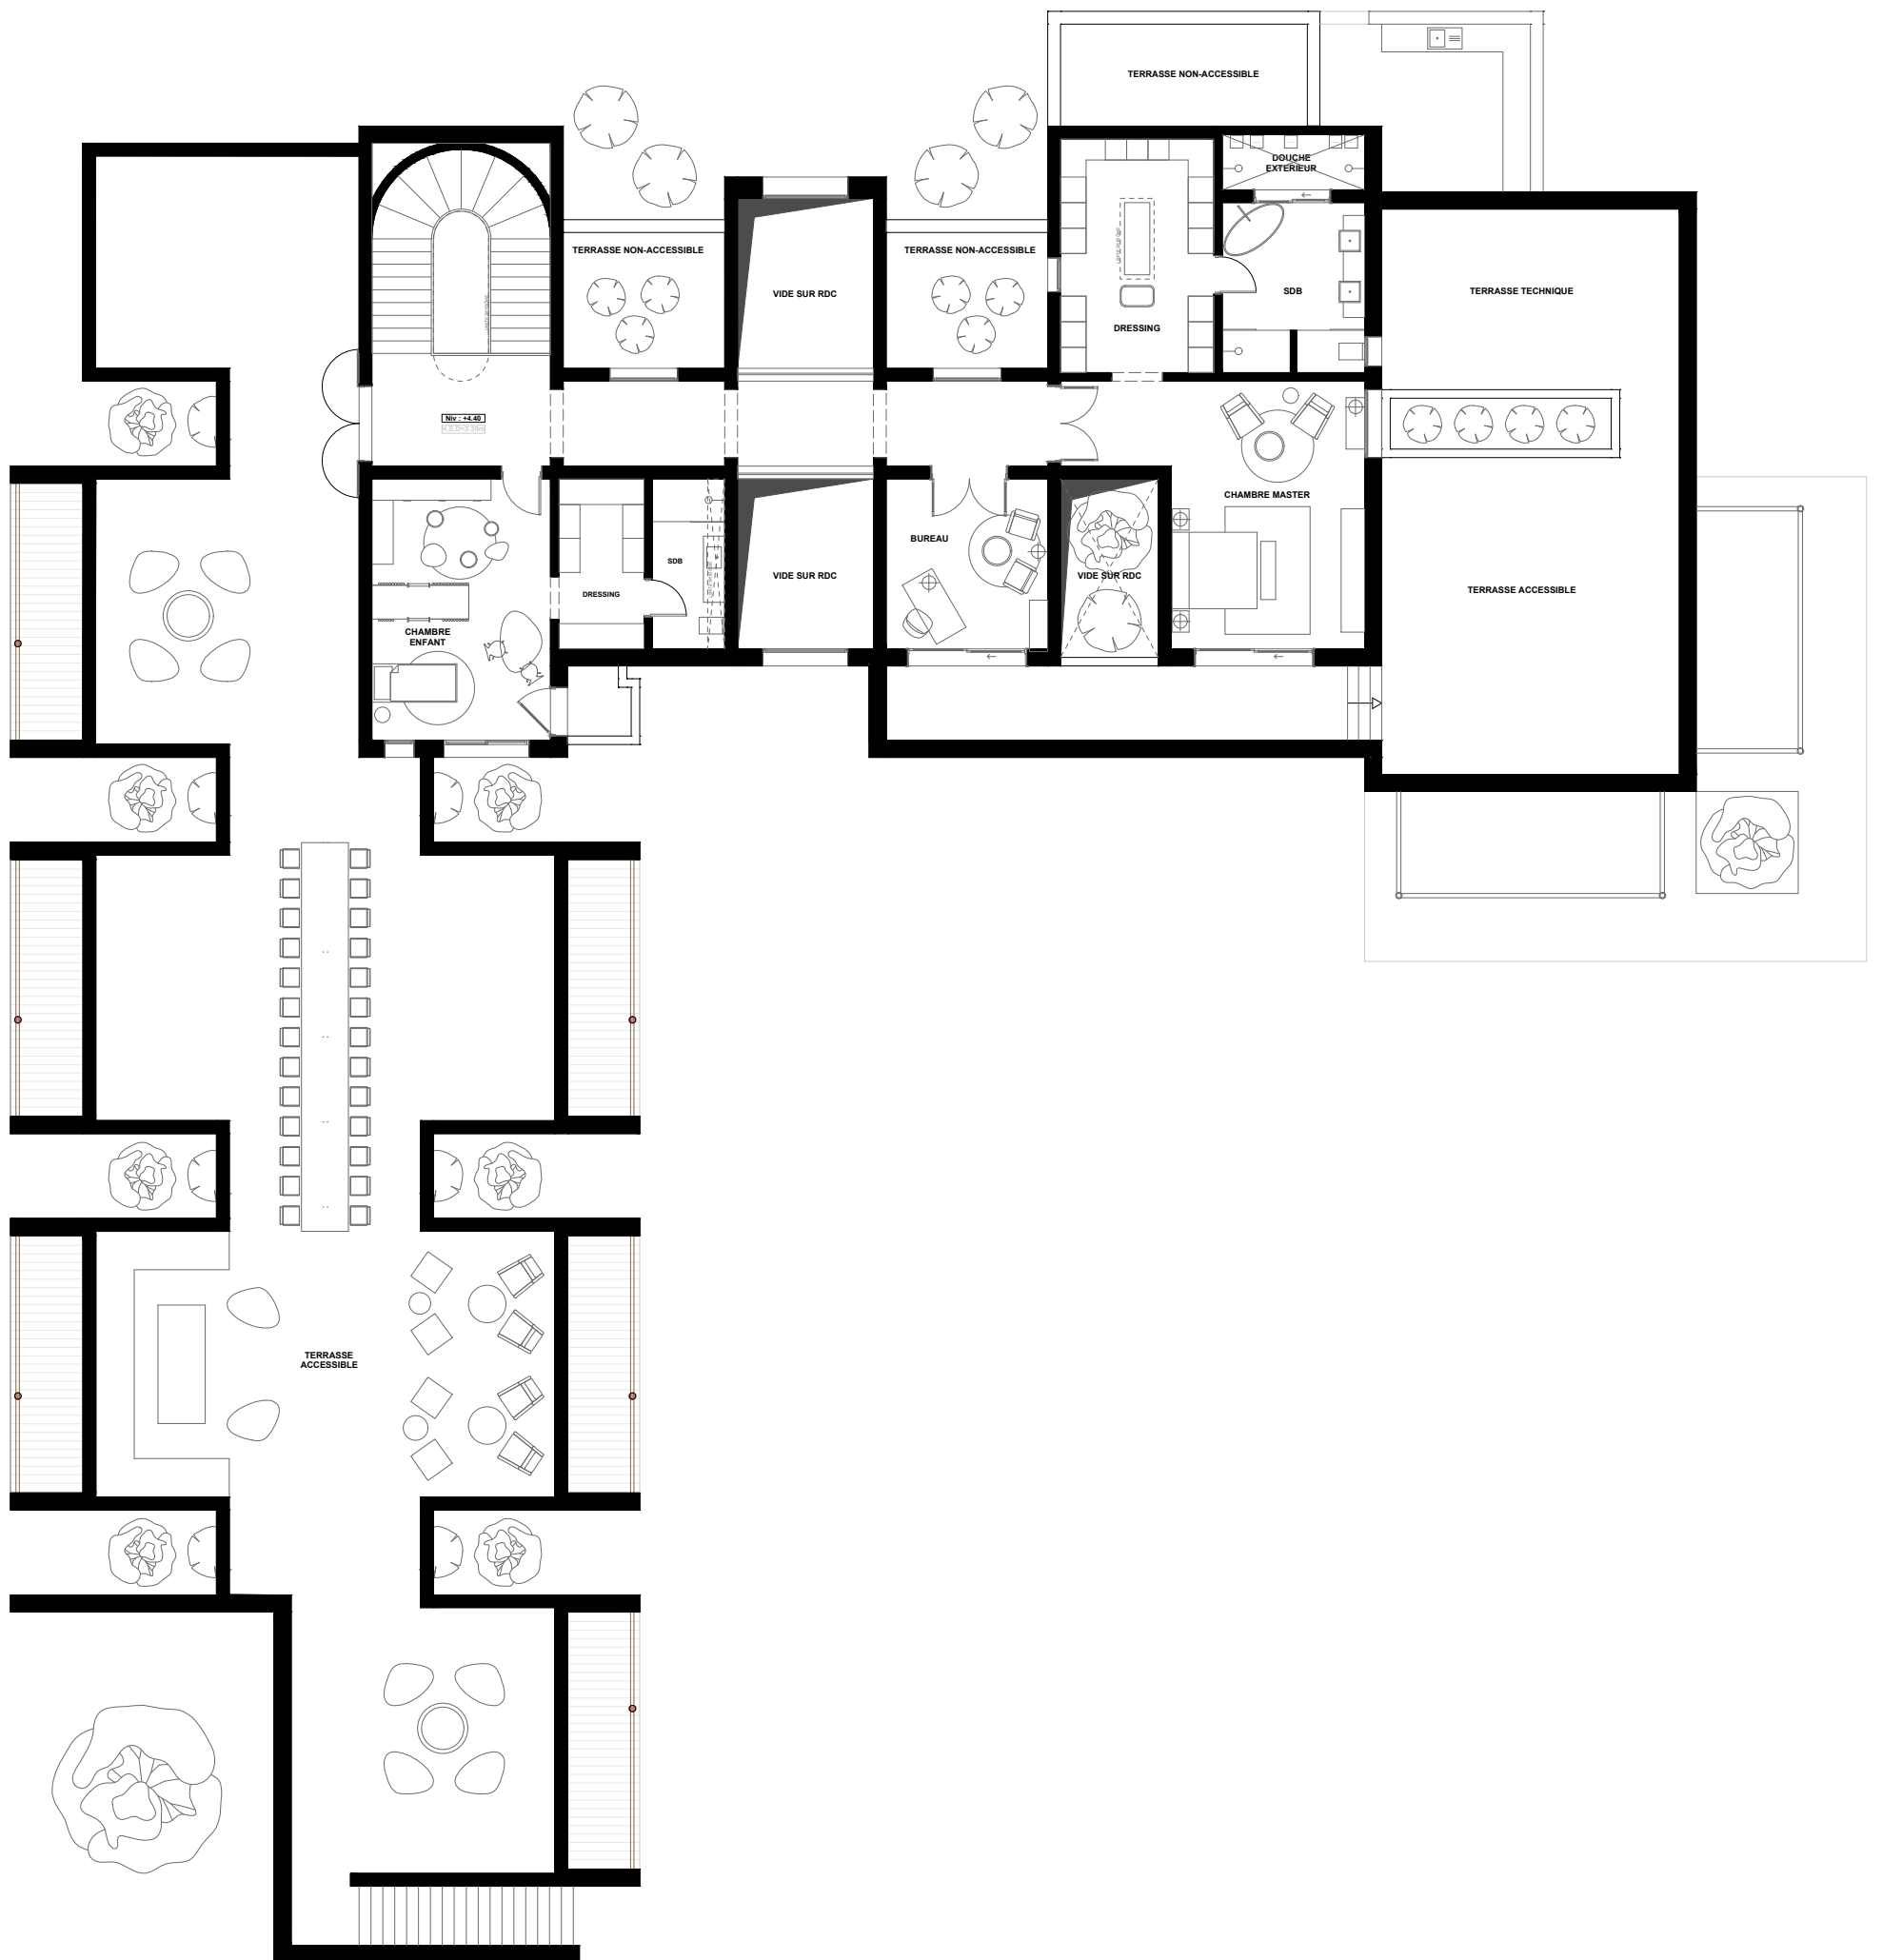 TERRASSE NON-ACCESSIBLE
DOUCHE
EXTERIEUR
TERRASSE NON-ACCESSIBLE
TERRASSE NON-ACCESSIBLE
VIDE SUR RDC
SDB
TERRASSE TECHNIQUE
DRESSING
Niv : +4.40
H.S.D=3.38m
CHAMBRE MASTER
BUREAU
SDB
VIDE SUR RDC
VIDE SUR RDC
TERRASSE ACCESSIBLE
DRESSING
CHAMBRE
ENFANT
TERRASSE
ACCESSIBLE